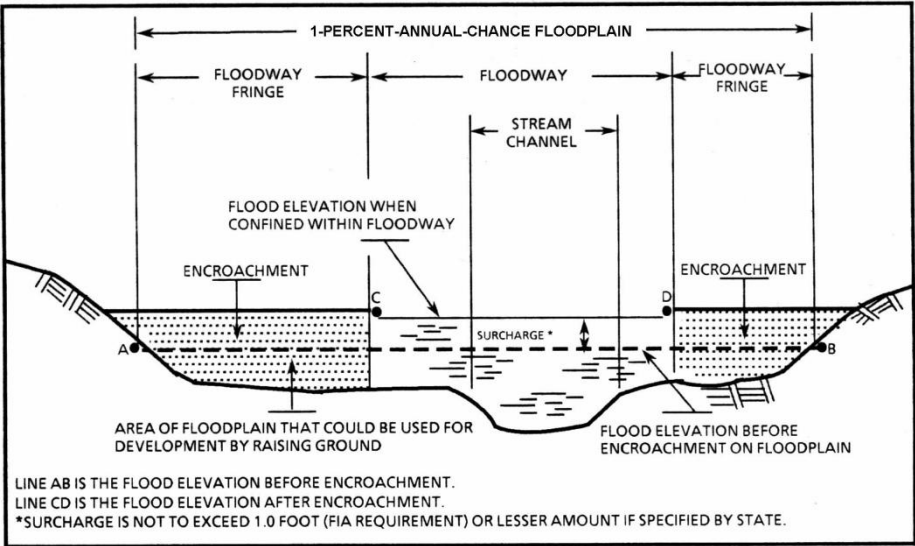 1-PERCENT-ANNUAL-CHANCE FLOODPLAIN
FLOODWAY
FRINGE
FLOODWAY
FLOODWAY
FRINGE
STREAM
CHANNEL
FLOOD ELEVATION WHEN
CONFINED WITHIN FLOODWAY
ENCROACHMENT
ENCROACHMENT
C
D
SURCHARGE *
A
B
AREA OF FLOODPLAIN THAT COULD BE USED FOR
DEVELOPMENT BY RAISING GROUND
FLOOD ELEVATION BEFORE
ENCROACHMENT ON FLOODPLAIN
LINE AB IS THE FLOOD ELEVATION BEFORE ENCROACHMENT.
LINE CD IS THE FLOOD ELEVATION AFTER ENCROACHMENT.
*SURCHARGE IS NOT TO EXCEED 1.0 FOOT (FIA REQUIREMENT) OR LESSER AMOUNT IF SPECIFIED BY STATE.